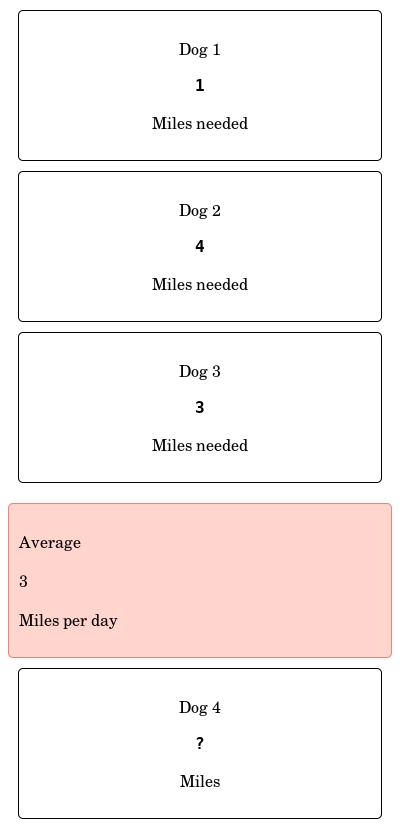 Dog 1
1
Miles needed
Dog 2
4
Miles needed
Dog 3
3
Miles needed
Average
3
Miles per day
Dog 4
?
Miles